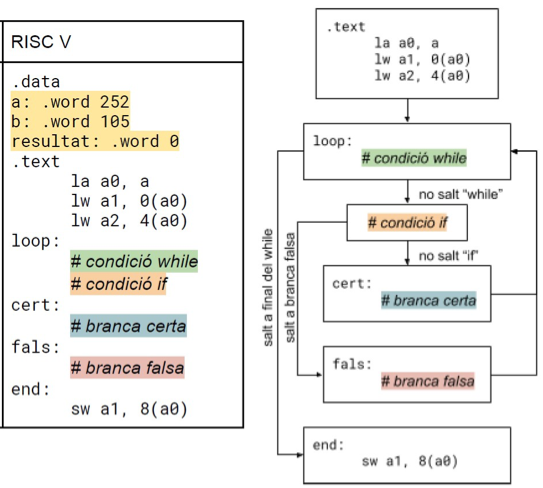 RISC V
.data
a: .word 252
b: .word 105
resultat: .word 0
.text
la a0, a
lw a1, 0(a0)
lw a2, 4(a0)
loop:
# condició while
# condició if
cert:
# branca certa
fals:
# branca falsa
end:
sw a1, 8(a0)
.text
la a0, a
lw a1, 0(a0)
lw a2, 4(a0)
loop:
# condició while
no salt “while”
# condició if
no salt “if”
cert:
# branca certa
salt a final del while
salt a branca falsa
fals:
# branca falsa
end:
sw a1, 8(a0)